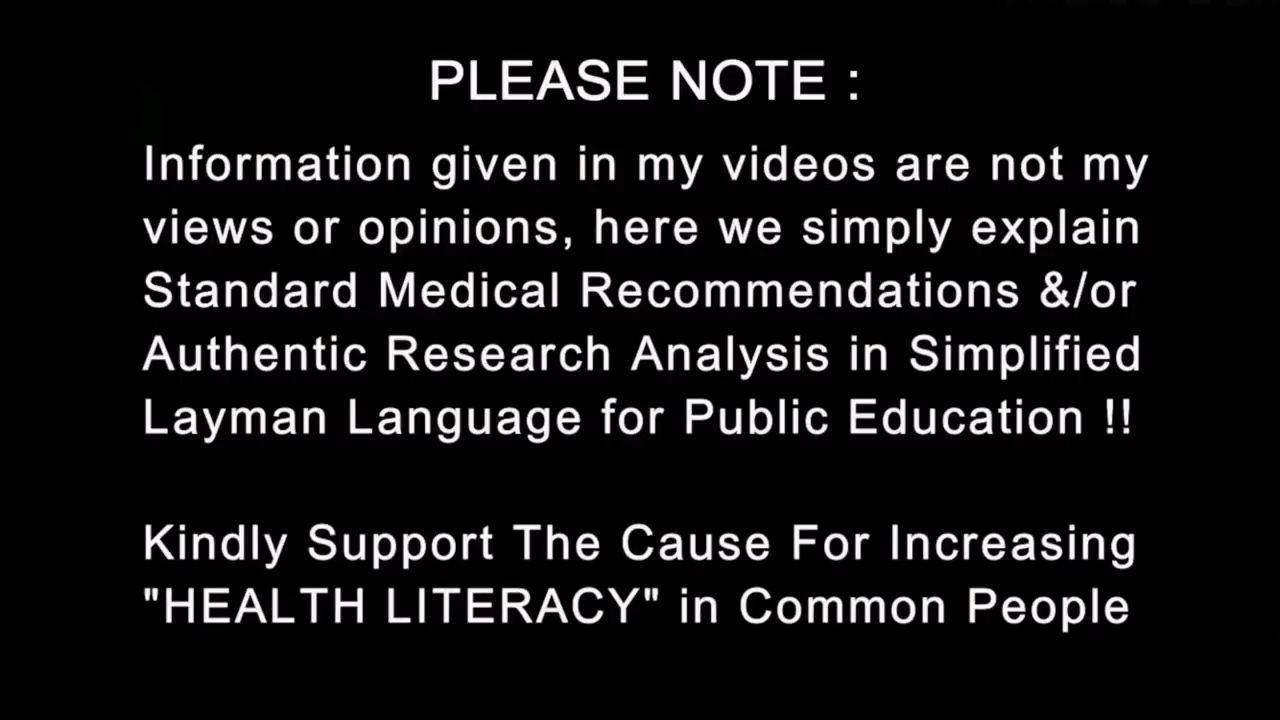 PLEASE NOTE :
Information given in my videos are not my
views or opinions, here we simply explain
Standard Medical Recommendations &/or
Authentic Research Analysis in Simplified
Layman Language for Public Education !!
Kindly Support The Cause For Increasing
"HEALTH LITERACY" in Common People